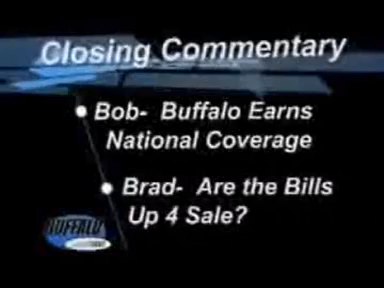 Closing Commentary
Bob- Buffalo Earns
National Coverage
Brad- Are the Bills
Up 4 Sale?
BUFFALO